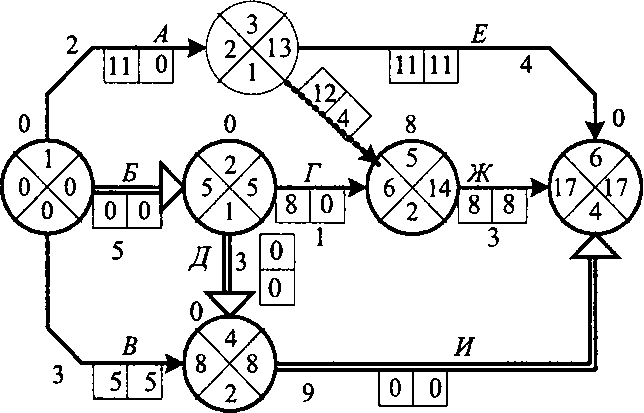 2 А 3 Е
11 0 2 13 11 11 4
1
12
4
0 0 8 0
1 2 5 6
0 0 Б 5 5 Г 6 14 Ж 17 17
0 0 0 1 8 0 2 8 8 4
5 Д 3 0 1 3
0
0 4 И
В 8 8
3 5 5 2 9 0 0